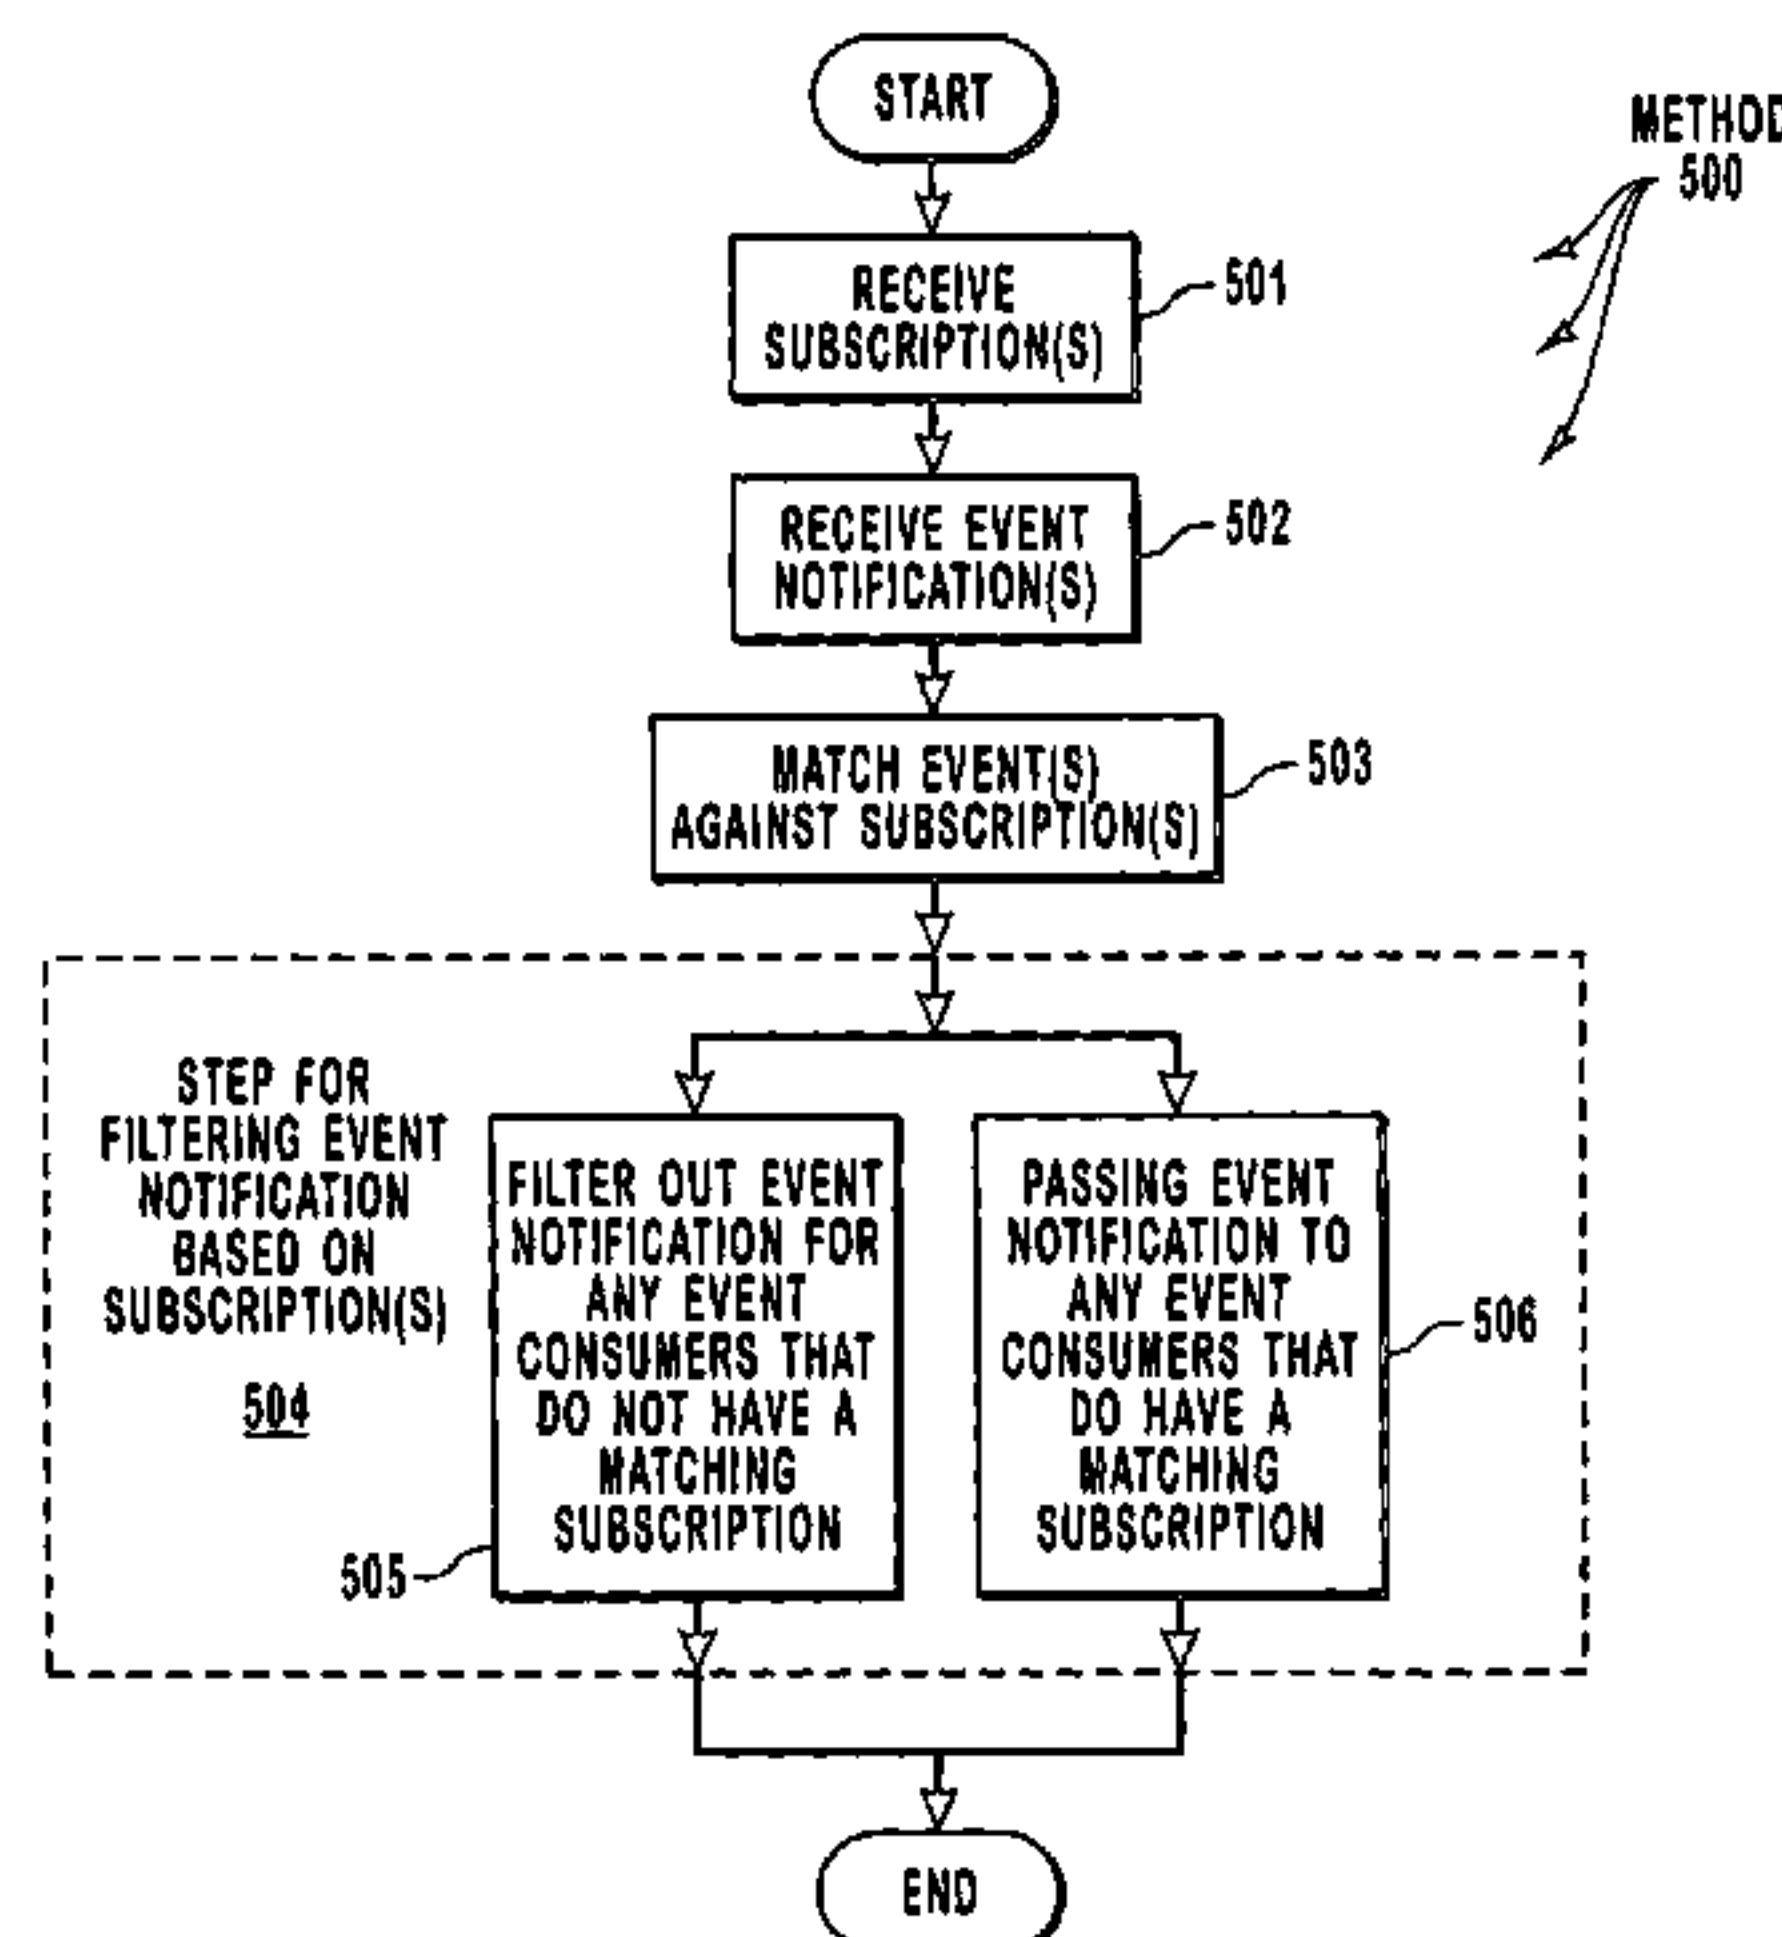 START
METHOD
500
RECEIVE
SUBSCRIPTION(S)
501
RECEIVE EVENT
NOTIFICATION(S)
502
MATCH EVENT(S)
AGAINST SUBSCRIPTION(S)
503
STEP FOR
FILTERING EVENT
NOTIFICATION
BASED ON
SUBSCRIPTION(S)
504
FILTER OUT EVENT
NOTIFICATION FOR
ANY EVENT
CONSUMERS THAT
DO NOT HAVE A
MATCHING
SUBSCRIPTION
505
PASSING EVENT
NOTIFICATION TO
ANY EVENT
CONSUMERS THAT
DO HAVE A
MATCHING
SUBSCRIPTION
506
END